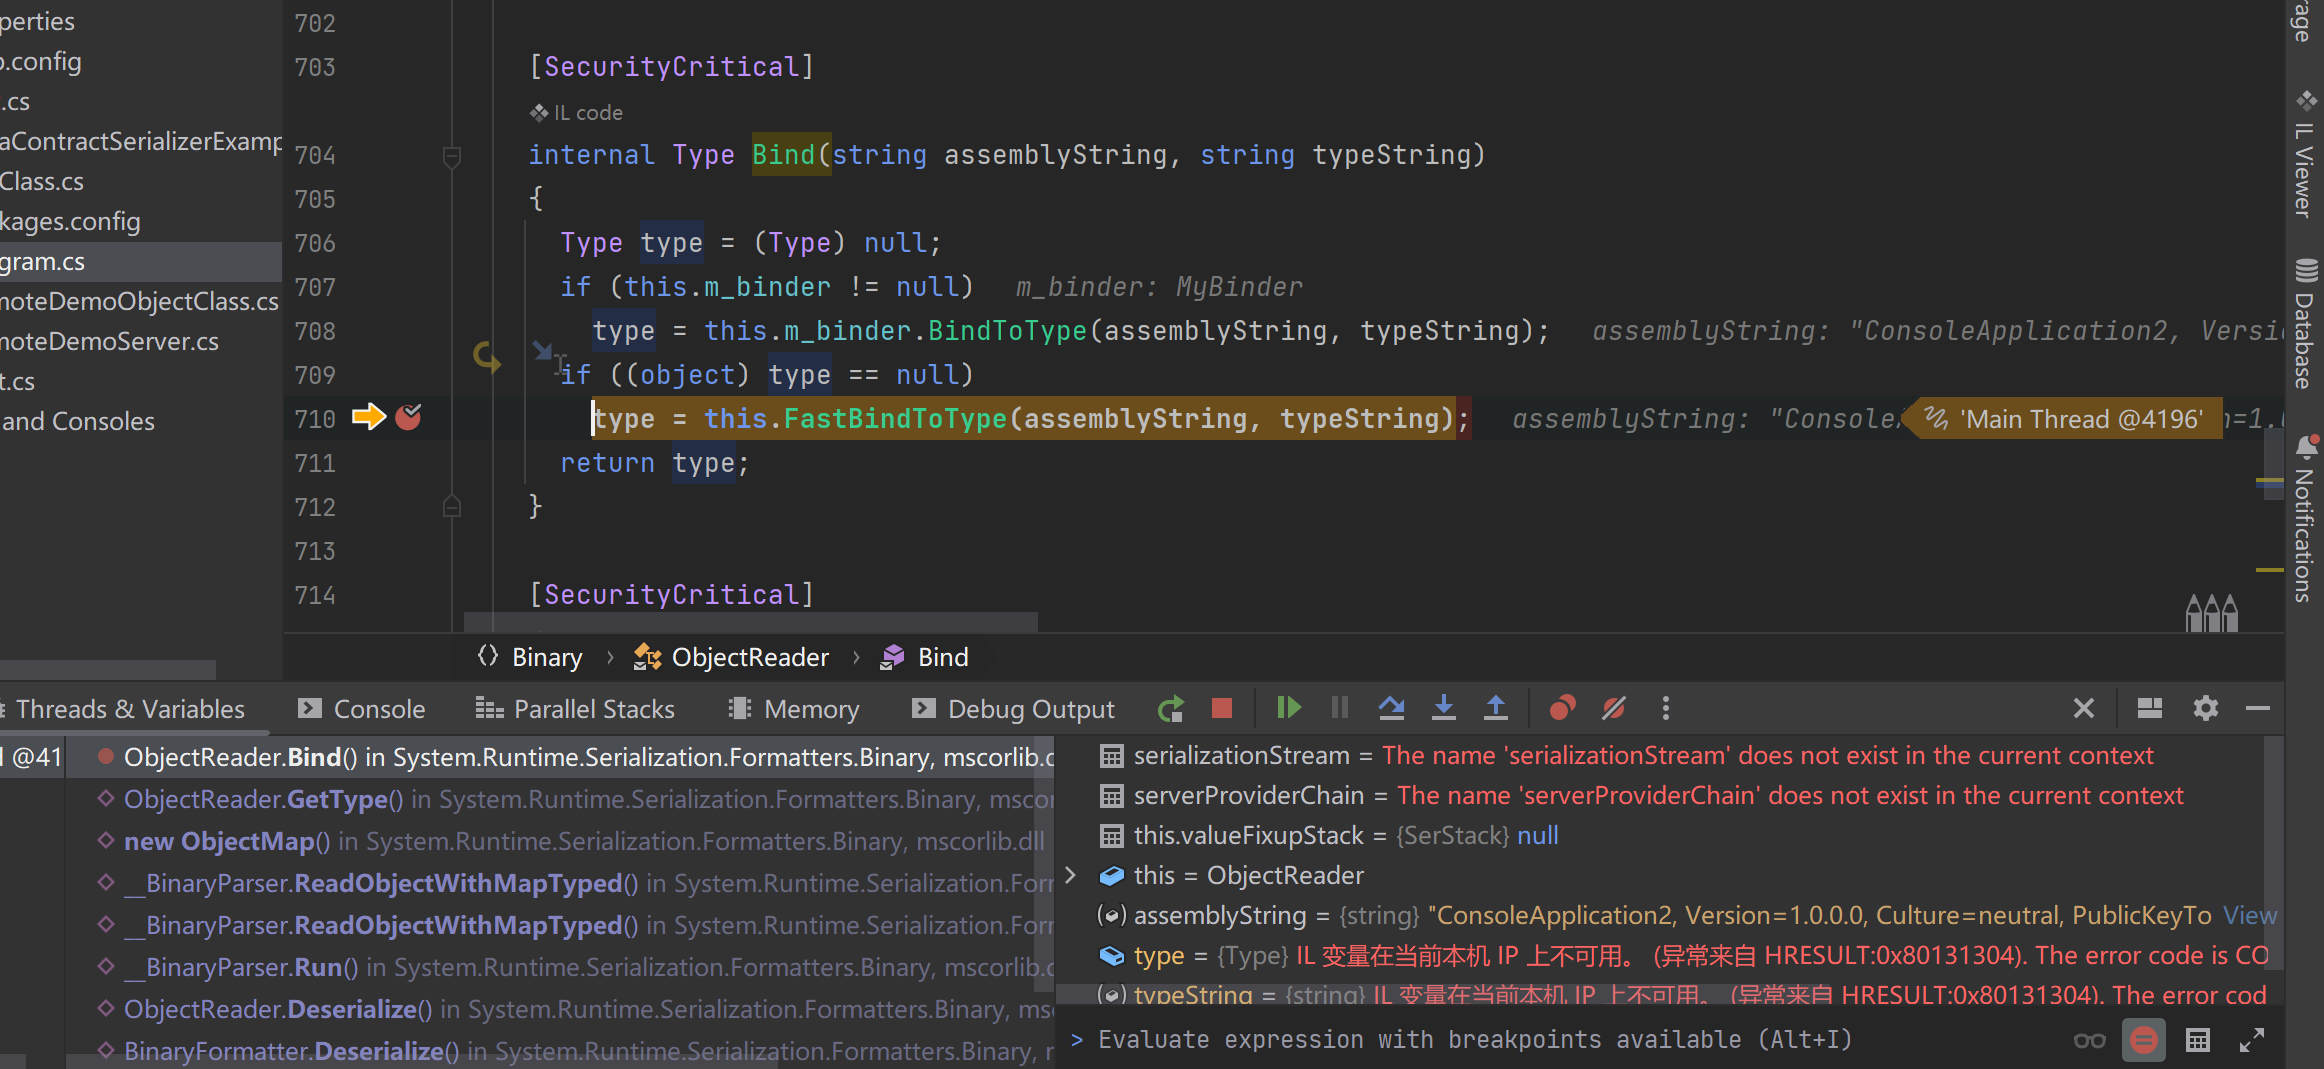 perties
o.config
.cs
aContractSerializerExamp
Class.cs
kages.config
gram.cs
noteDemoObjectClass.cs
noteDemoServer.cs
t.cs
and Consoles
702
703 [SecurityCritical]
IL code
704 internal Type Bind(string assemblyString, string typeString)
705 {
706 Type type = (Type) null;
707 if (this.m_binder != null) m_binder: MyBinder
708 type = this.m_binder.BindToType(assemblyString, typeString); assemblyString: "ConsoleApplication2, Versi
709 if ((object) type == null)
710 type = this.FastBindToType(assemblyString, typeString); assemblyString: "Console 'Main Thread @4196' n=1.
711 return type;
712 }
713
714 [SecurityCritical]
rage
IL Viewer
Database
Notifications
Binary › ObjectReader › Bind
Threads & Variables Console Parallel Stacks Memory Debug Output
@41
ObjectReader.Bind() in System.Runtime.Serialization.Formatters.Binary, mscorlib.d
ObjectReader.GetType() in System.Runtime.Serialization.Formatters.Binary, mscor
new ObjectMap() in System.Runtime.Serialization.Formatters.Binary, mscorlib.dll
__BinaryParser.ReadObjectWithMapTyped() in System.Runtime.Serialization.Form
__BinaryParser.ReadObjectWithMapTyped() in System.Runtime.Serialization.Form
__BinaryParser.Run() in System.Runtime.Serialization.Formatters.Binary, mscorlib.d
ObjectReader.Deserialize() in System.Runtime.Serialization.Formatters.Binary, ms
BinaryFormatter.Deserialize() in System.Runtime.Serialization.Formatters.Binary, m
serializationStream = The name 'serializationStream' does not exist in the current context
serverProviderChain = The name 'serverProviderChain' does not exist in the current context
this.valueFixupStack = {SerStack} null
this = ObjectReader
assemblyString = {string} "ConsoleApplication2, Version=1.0.0.0, Culture=neutral, PublicKeyTo View
type = {Type} IL 变量在当前本机 IP 上不可用。 (异常来自 HRESULT:0x80131304). The error code is CO
typeString = {string} IL 变量在当前本机 IP 上不可用。 (异常来自 HRESULT:0x80131304). The error cod
> Evaluate expression with breakpoints available (Alt+I)